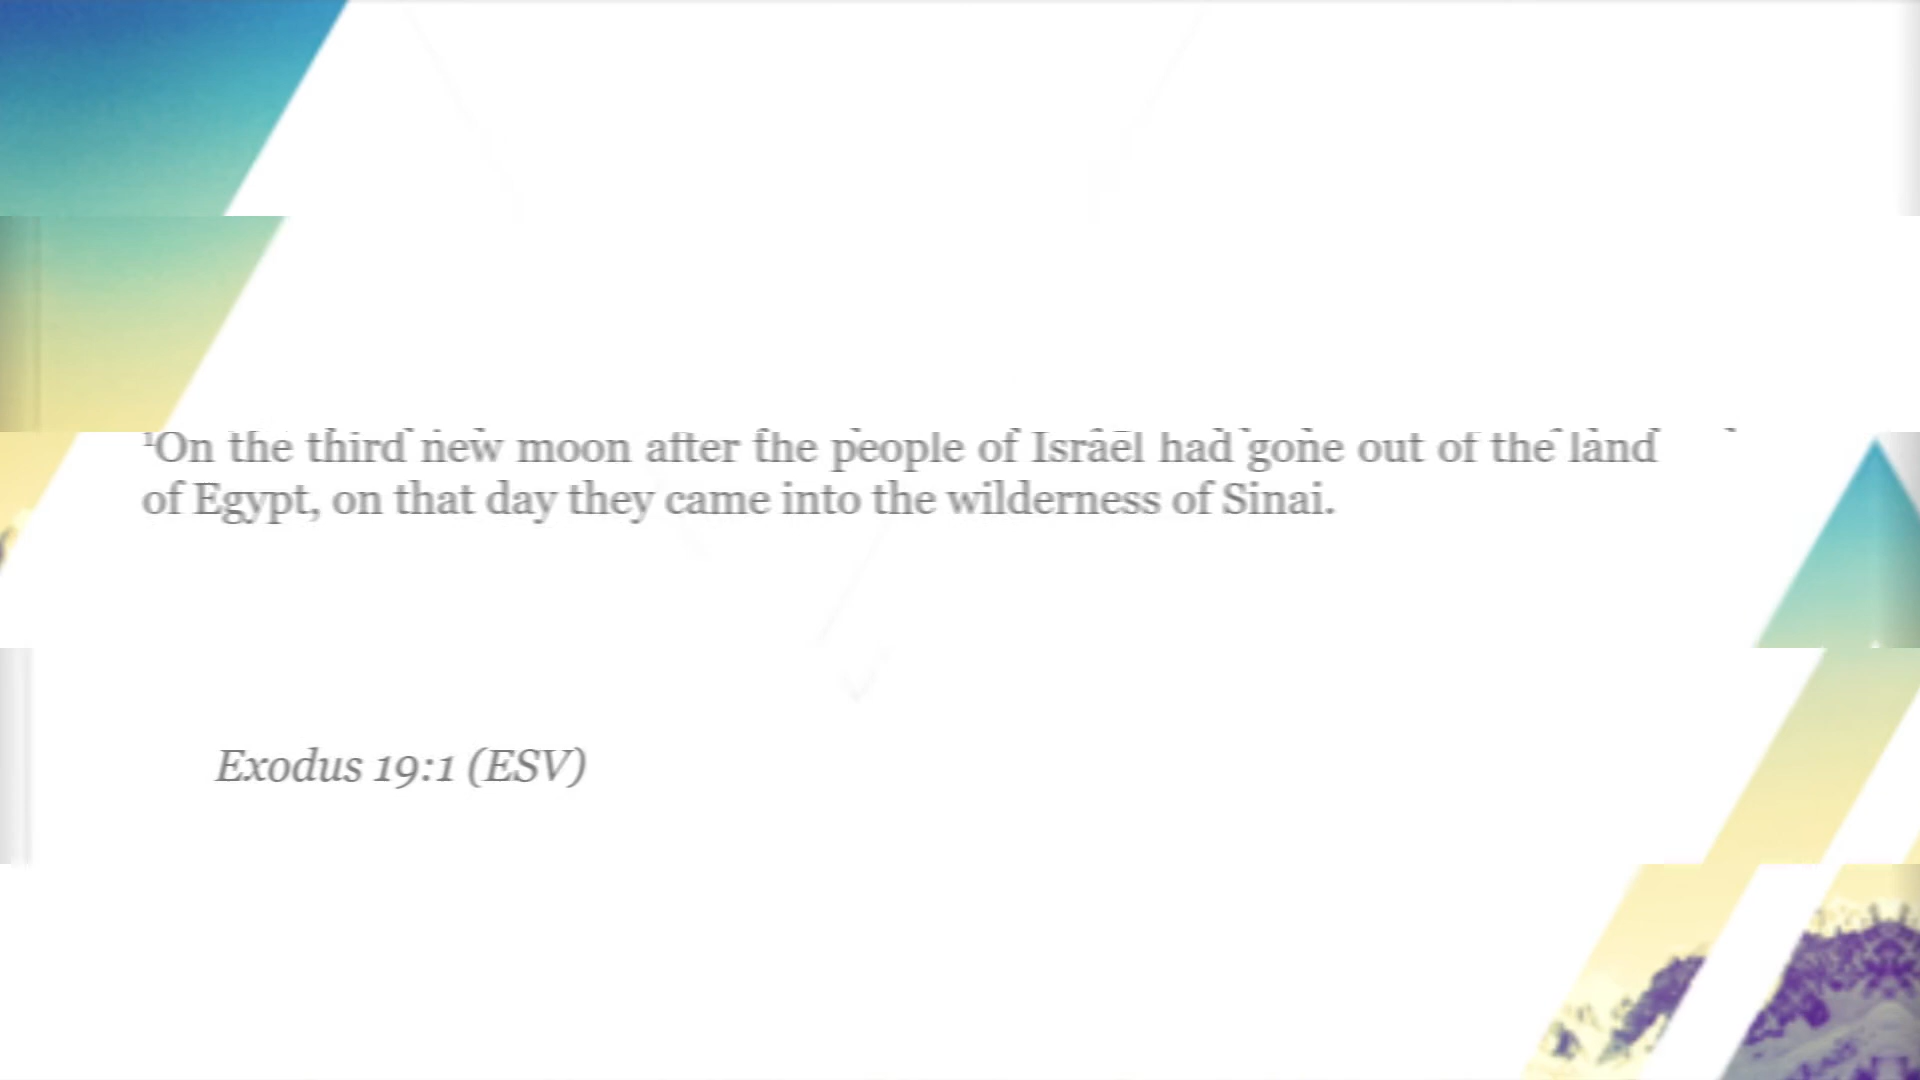 ¹On the third new moon after the people of Israel had gone out of the land
of Egypt, on that day they came into the wilderness of Sinai.
Exodus 19:1 (ESV)